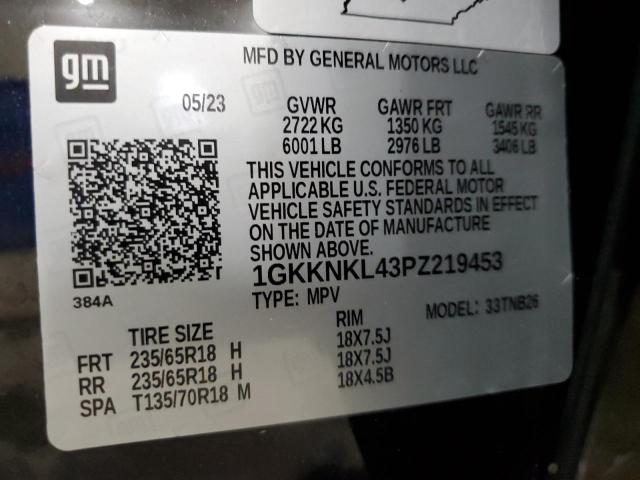 gm
MFD BY GENERAL MOTORS LLC
05/23 GVWR GAWR FRT GAWR RR
2722 KG 1350 KG 1545 KG
6001 LB 2976 LB 3406 LB
THIS VEHICLE CONFORMS TO ALL
APPLICABLE U.S. FEDERAL MOTOR
VEHICLE SAFETY STANDARDS IN EFFECT
ON THE DATE OF MANUFACTURE
SHOWN ABOVE.
1GKKNKL43PZ219453
384A
TYPE: MPV MODEL: 33TNB26
TIRE SIZE RIM
FRT 235/65R18 H 18X7.5J
RR 235/65R18 H 18X7.5J
SPA T135/70R18 M 18X4.5B